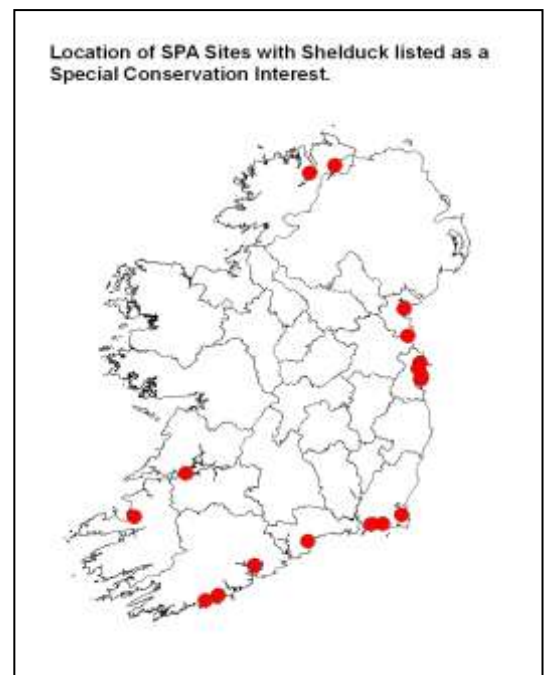 Location of SPA Sites with Shelduck listed as a
Special Conservation Interest.